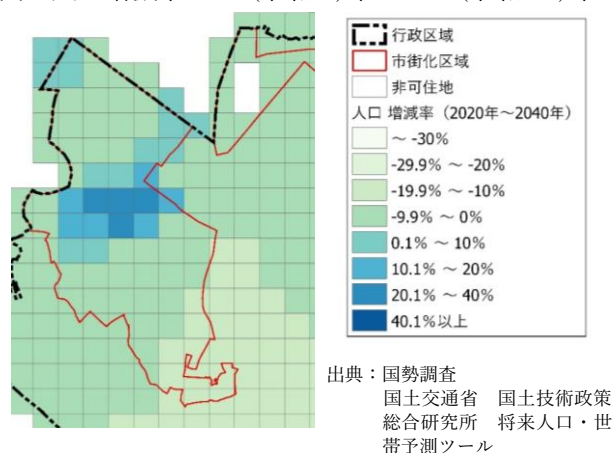 行政区域
市街化区域
非可住地
人口 増減率（2020年～2040年）
～ -30%
-29.9% ～ -20%
-19.9% ～ -10%
-9.9% ～ 0%
0.1% ～ 10%
10.1% ～ 20%
20.1% ～ 40%
40.1%以上
出典：国勢調査
国土交通省　国土技術政策
総合研究所　将来人口・世
帯予測ツール